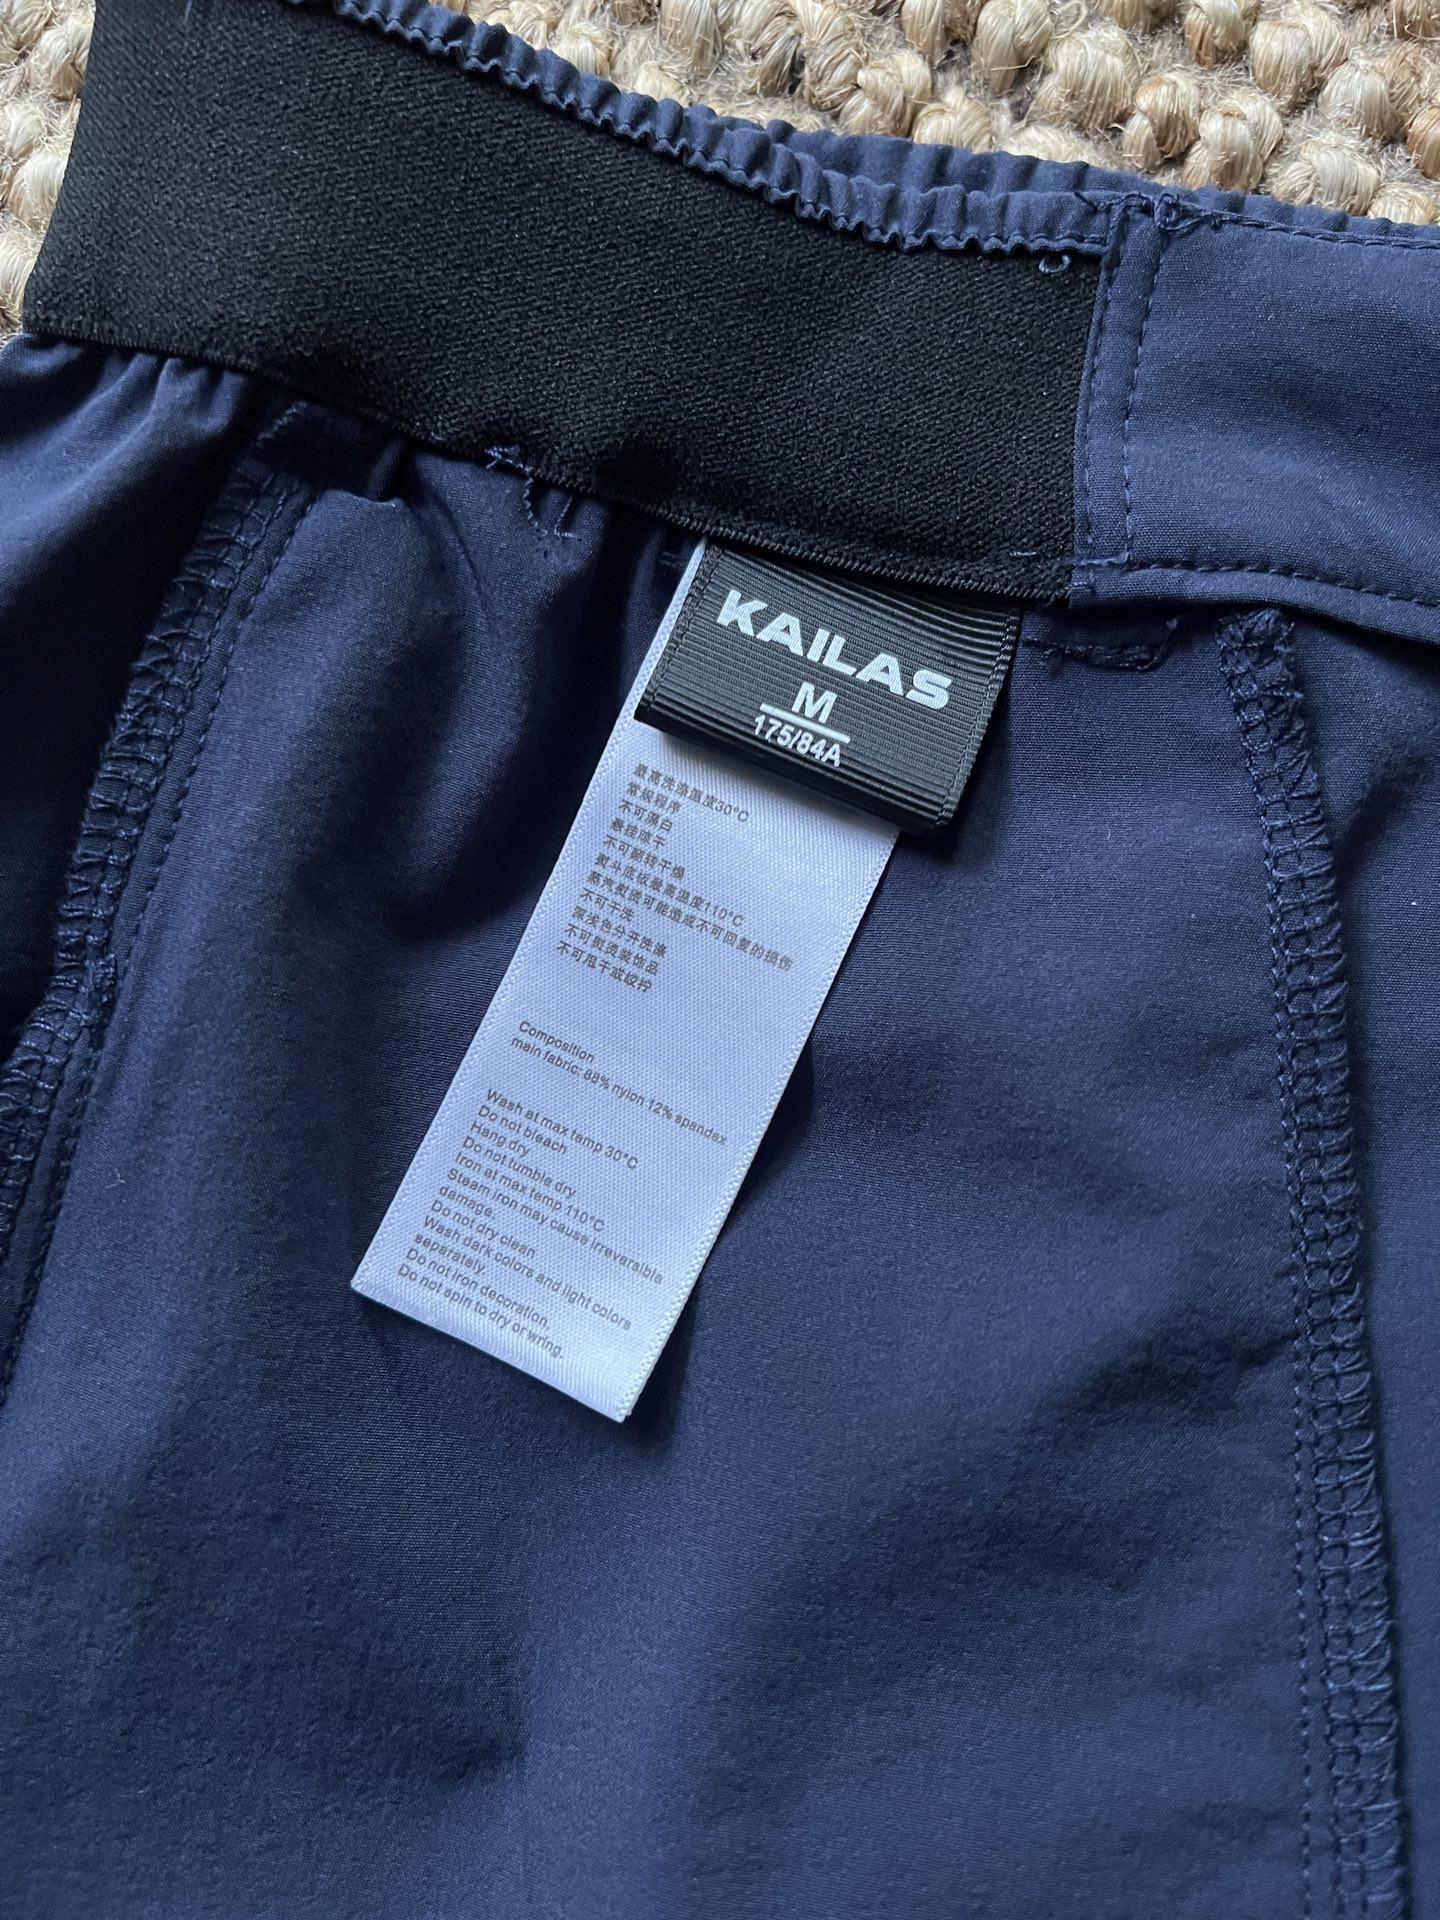 KAILAS
M
175/84A
最高洗涤温度30°C
常规程序
不可漂白
悬挂晾干
不可翻转干燥
熨斗底板最高温度110°C
蒸汽熨烫可能造成不可回复的损伤
不可干洗
深浅色分开洗涤
不可熨烫装饰品
不可甩干或绞拧
Composition
main fabric: 88% nylon 12% spandex
Wash at max temp 30°C
Do not bleach
Hang dry
Do not tumble dry
Iron at max temp 110°C
Steam iron may cause irreversible
damage.
Do not dry clean
Wash dark colors and light colors
separately.
Do not iron decoration.
Do not spin to dry or wring.